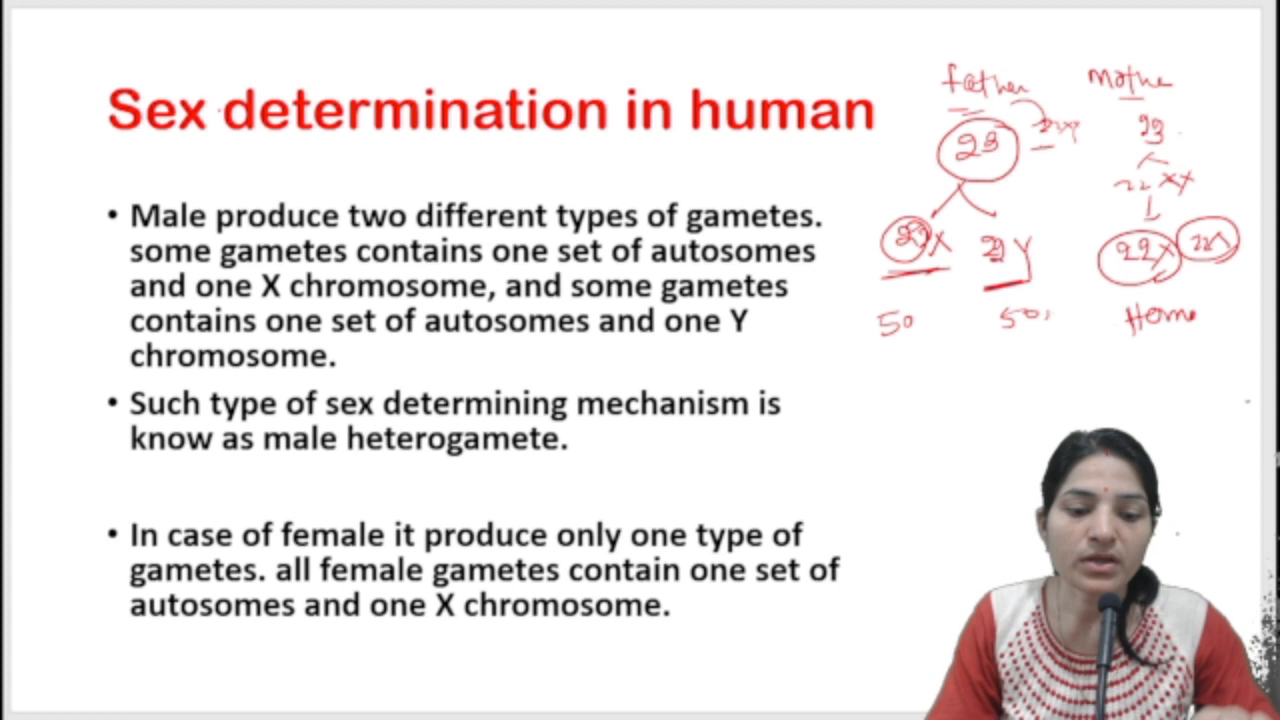 Sex determination in human
• Male produce two different types of gametes.
some gametes contains one set of autosomes
and one X chromosome, and some gametes
contains one set of autosomes and one Y
chromosome.
• Such type of sex determining mechanism is
know as male heterogamete.
• In case of female it produce only one type of
gametes. all female gametes contain one set of
autosomes and one X chromosome.
father
23
50
50
23
22 XX
22X
22X